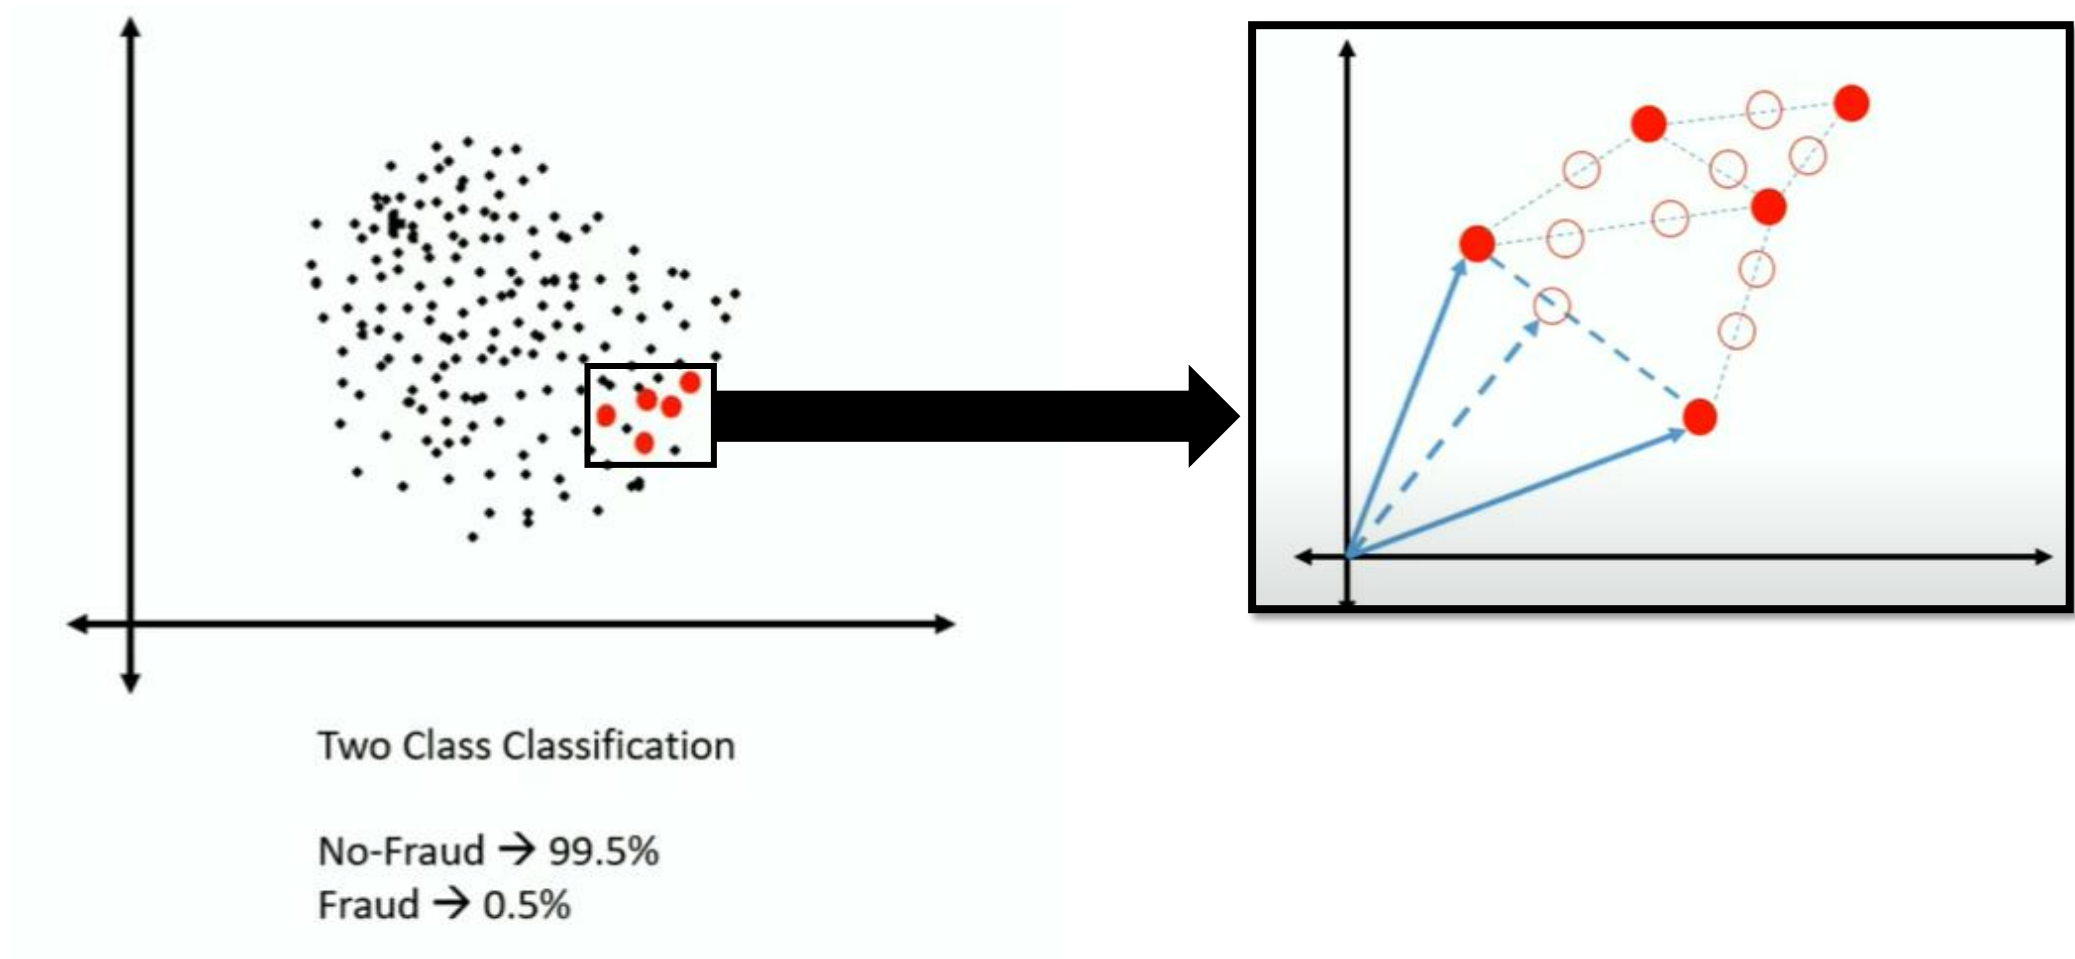 Two Class Classification
No-Fraud → 99.5%
Fraud → 0.5%